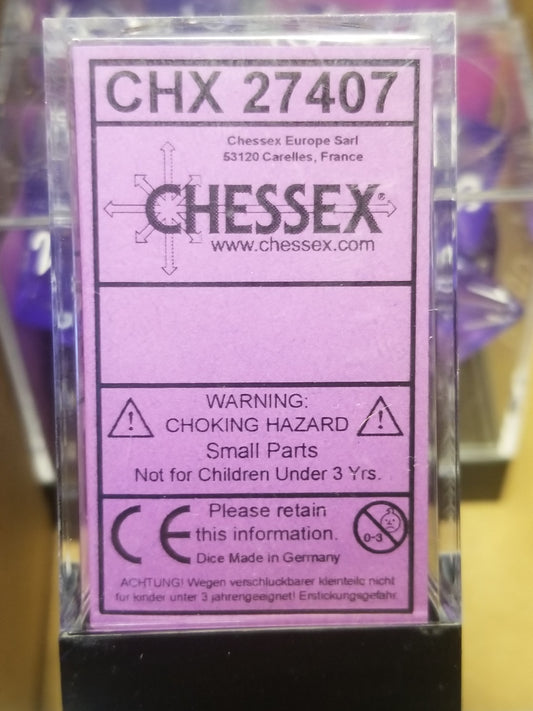 CHX 27407
Chessex Europe Sarl
53120 Carelles, France
CHESSEX®
www.chessex.com
WARNING:
CHOKING HAZARD
Small Parts
Not for Children Under 3 Yrs.
CE
Please retain
this information.
Dice Made in Germany
0-3
ACHTUNG! Wegen verschluckbarer kleinteile nicht
fur kinder unter 3 jahrengeeignet! Erstickungsgefahr.